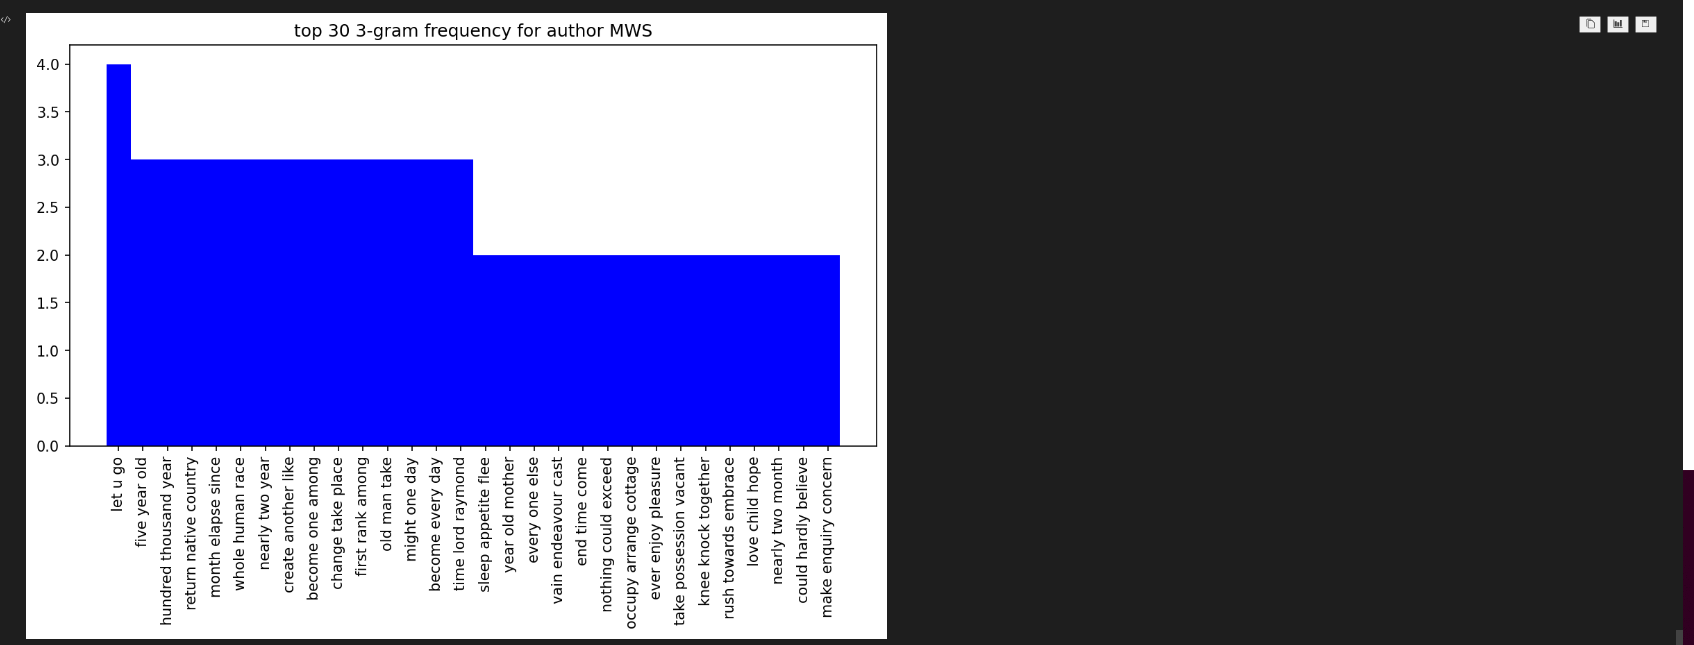 top 30 3-gram frequency for author MWS
4.0
3.5
3.0
2.5
2.0
1.5
1.0
0.5
0.0
let u go
five year old
hundred thousand year
return native country
month elapse since
whole human race
nearly two year
create another like
become one among
change take place
first rank among
old man take
might one day
become every day
time lord raymond
sleep appetite flee
year old mother
every one else
vain endeavour cast
end time come
nothing could exceed
occupy arrange cottage
ever enjoy pleasure
take possession vacant
knee knock together
rush towards embrace
love child hope
nearly two month
could hardly believe
make enquiry concern